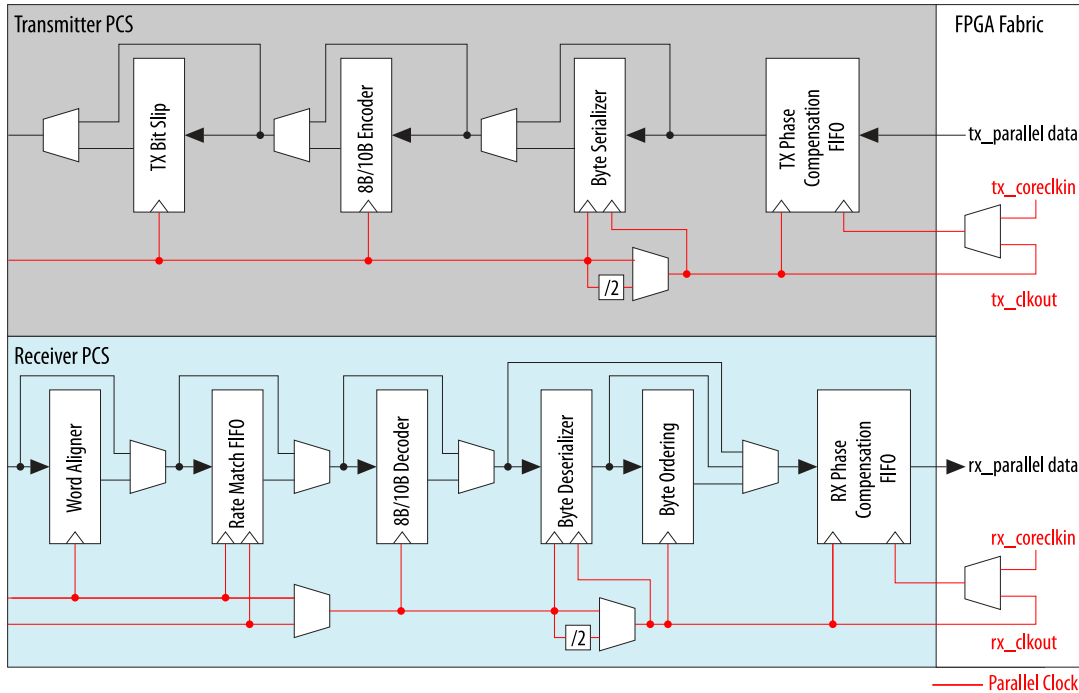 Transmitter PCS
FPGA Fabric
TX Bit Slip
8B/10B Encoder
Byte Serializer
TX Phase
Compensation
FIFO
tx_parallel data
tx_coreclkin
/2
tx_clkout
Receiver PCS
Word Aligner
Rate Match FIFO
8B/10B Decoder
Byte Deserializer
Byte Ordering
RX Phase
Compensation
FIFO
rx_parallel data
rx_coreclkin
/2
rx_clkout
Parallel Clock